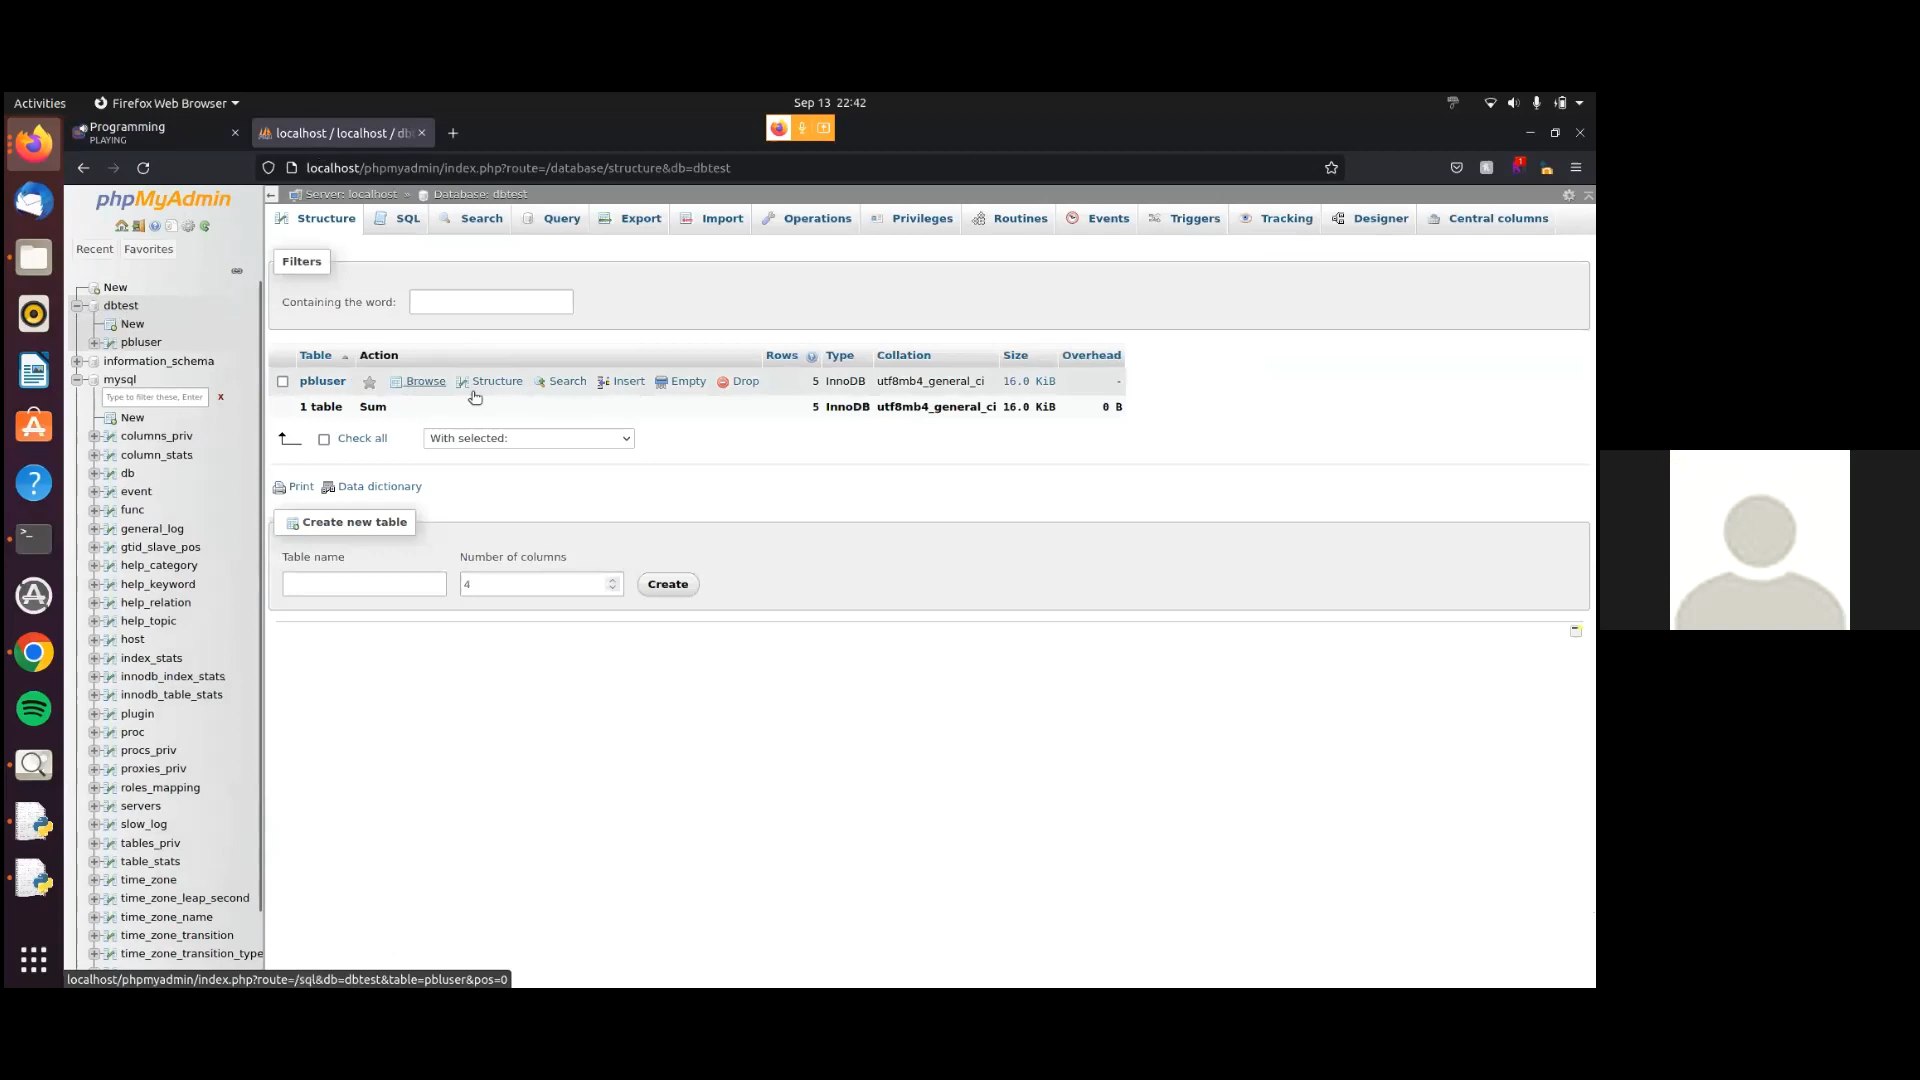 Activities Firefox Web Browser Sep 13 22:42
Programming
PLAYING
localhost / localhost / db
1
localhost/phpmyadmin/index.php?route=/database/structure&db=dbtest
phpMyAdmin
Recent Favorites
New
dbtest
New
pbluser
information_schema
mysql
Type to filter these, Enter X
New
columns_priv
column_stats
db
event
func
general_log
gtid_slave_pos
help_category
help_keyword
help_relation
help_topic
host
index_stats
innodb_index_stats
innodb_table_stats
plugin
proc
procs_priv
proxies_priv
roles_mapping
servers
slow_log
tables_priv
table_stats
time_zone
time_zone_leap_second
time_zone_name
time_zone_transition
time_zone_transition_type
Server: localhost » Database: dbtest
Structure SQL Search Query Export Import Operations Privileges Routines Events Triggers Tracking Designer Central columns
Filters
Containing the word:
Table Action Rows Type Collation Size Overhead
pbluser Browse Structure Search Insert Empty Drop 5 InnoDB utf8mb4_general_ci 16.0 KiB -
1 table Sum 5 InnoDB utf8mb4_general_ci 16.0 KiB 0 B
Check all With selected:
Print Data dictionary
Create new table
Table name Number of columns
4 Create
localhost/phpmyadmin/index.php?route=/sql&db=dbtest&table=pbluser&pos=0